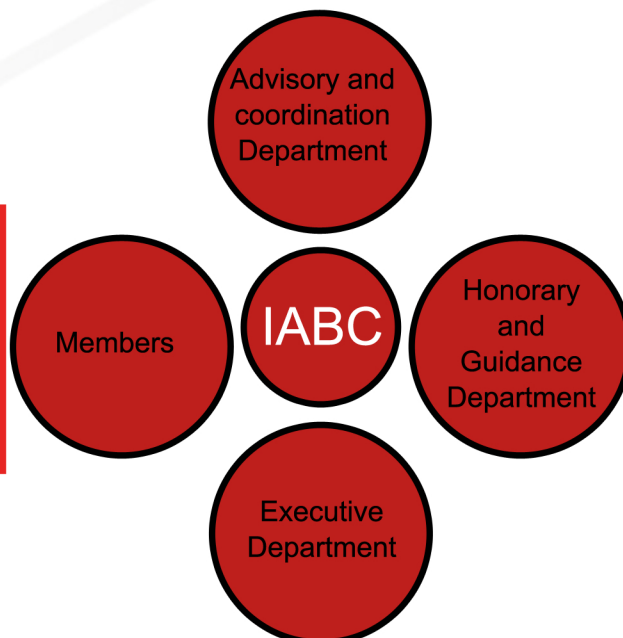 Advisory and
coordination
Department
Members
IABC
Honorary
and
Guidance
Department
Executive
Department